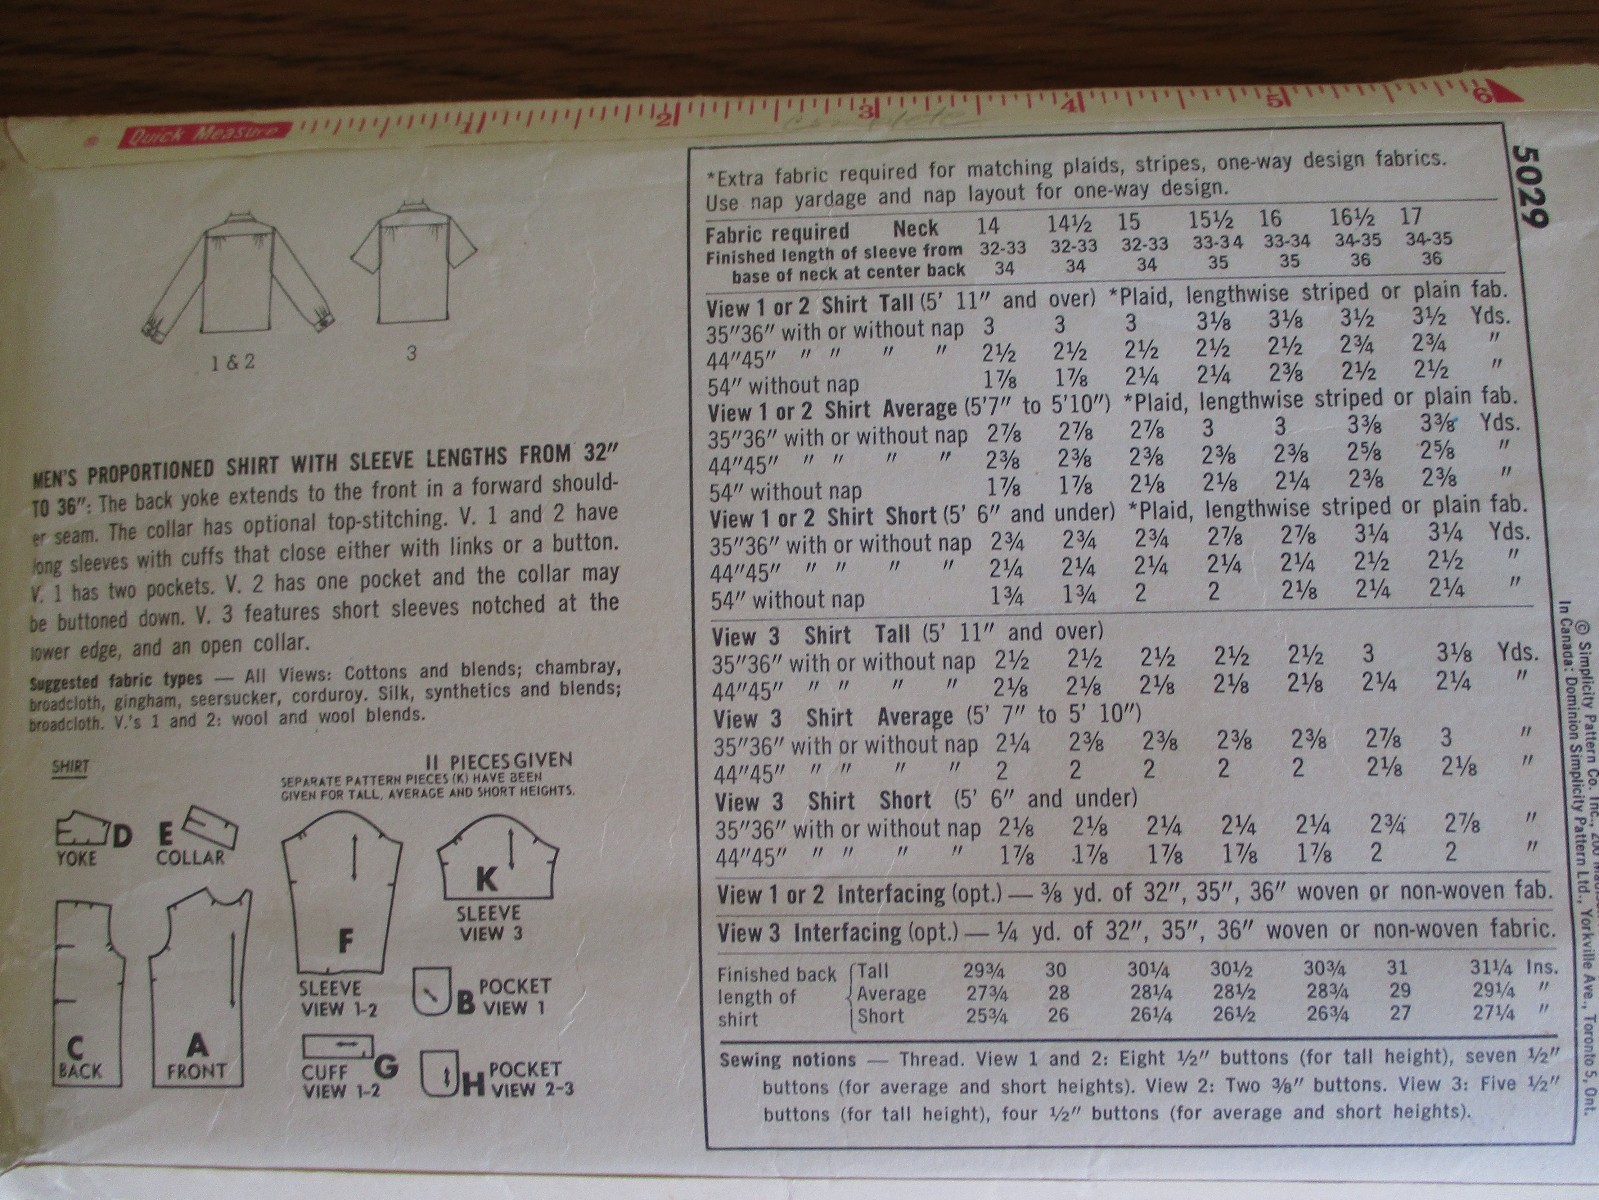 Quick Measure 1 2 3 4 5 6
5029
1 & 2
3
MEN'S PROPORTIONED SHIRT WITH SLEEVE LENGTHS FROM 32"
TO 36": The back yoke extends to the front in a forward should-
er seam. The collar has optional top-stitching. V. 1 and 2 have
long sleeves with cuffs that close either with links or a button.
V. 1 has two pockets. V. 2 has one pocket and the collar may
be buttoned down. V. 3 features short sleeves notched at the
lower edge, and an open collar.
Suggested fabric types — All Views: Cottons and blends; chambray,
broadcloth, gingham, seersucker, corduroy. Silk, synthetics and blends;
broadcloth. V.'s 1 and 2: wool and wool blends.
SHIRT
11 PIECES GIVEN
SEPARATE PATTERN PIECES (K) HAVE BEEN
GIVEN FOR TALL, AVERAGE AND SHORT HEIGHTS.
D
YOKE
E
COLLAR
C
BACK
A
FRONT
F
SLEEVE
VIEW 1-2
K
SLEEVE
VIEW 3
B POCKET
VIEW 1
G
CUFF
VIEW 1-2
H POCKET
VIEW 2-3
*Extra fabric required for matching plaids, stripes, one-way design fabrics.
Use nap yardage and nap layout for one-way design.
Fabric required Neck 14 14½ 15 15½ 16 16½ 17
Finished length of sleeve from 32-33 32-33 32-33 33-34 33-34 34-35 34-35
base of neck at center back 34 34 34 35 35 36 36
View 1 or 2 Shirt Tall (5' 11" and over) *Plaid, lengthwise striped or plain fab.
35"36" with or without nap 3 3 3 3⅛ 3⅛ 3½ 3½ Yds.
44"45" " " " " 2½ 2½ 2½ 2½ 2½ 2¾ 2¾ "
54" without nap 1⅞ 1⅞ 2¼ 2¼ 2⅜ 2½ 2½ "
View 1 or 2 Shirt Average (5'7" to 5'10") *Plaid, lengthwise striped or plain fab.
35"36" with or without nap 2⅞ 2⅞ 2⅞ 3 3 3⅜ 3⅜ Yds.
44"45" " " " " 2⅜ 2⅜ 2⅜ 2⅜ 2⅜ 2⅝ 2⅝ "
54" without nap 1⅞ 1⅞ 2⅛ 2⅛ 2¼ 2⅜ 2⅜ "
View 1 or 2 Shirt Short (5' 6" and under) *Plaid, lengthwise striped or plain fab.
35"36" with or without nap 2¾ 2¾ 2¾ 2⅞ 2⅞ 3¼ 3¼ Yds.
44"45" " " " " 2¼ 2¼ 2¼ 2¼ 2¼ 2½ 2½ "
54" without nap 1¾ 1¾ 2 2 2⅛ 2¼ 2¼ "
View 3 Shirt Tall (5' 11" and over)
35"36" with or without nap 2½ 2½ 2½ 2½ 2½ 3 3⅛ Yds.
44"45" " " " " 2⅛ 2⅛ 2⅛ 2⅛ 2⅛ 2¼ 2¼ "
View 3 Shirt Average (5' 7" to 5' 10")
35"36" with or without nap 2¼ 2⅜ 2⅜ 2⅜ 2⅜ 2⅞ 3 "
44"45" " " " " 2 2 2 2 2 2⅛ 2⅛ "
View 3 Shirt Short (5' 6" and under)
35"36" with or without nap 2⅛ 2⅛ 2¼ 2¼ 2¼ 2¾ 2⅞ "
44"45" " " " " 1⅞ 1⅞ 1⅞ 1⅞ 1⅞ 2 2 "
View 1 or 2 Interfacing (opt.) — ⅜ yd. of 32", 35", 36" woven or non-woven fab.
View 3 Interfacing (opt.) — ¼ yd. of 32", 35", 36" woven or non-woven fabric.
Finished back Tall 29¾ 30 30¼ 30½ 30¾ 31 31¼ Ins.
length of Average 27¾ 28 28¼ 28½ 28¾ 29 29¼ "
shirt Short 25¾ 26 26¼ 26½ 26¾ 27 27¼ "
Sewing notions — Thread. View 1 and 2: Eight ½" buttons (for tall height), seven ½"
buttons (for average and short heights). View 2: Two ⅜" buttons. View 3: Five ½"
buttons (for tall height), four ½" buttons (for average and short heights).
© Simplicity Pattern Co. Inc., 200
In Canada: Dominion Simplicity Pattern Ltd., Yorkville Ave., Toronto 5, Ont.